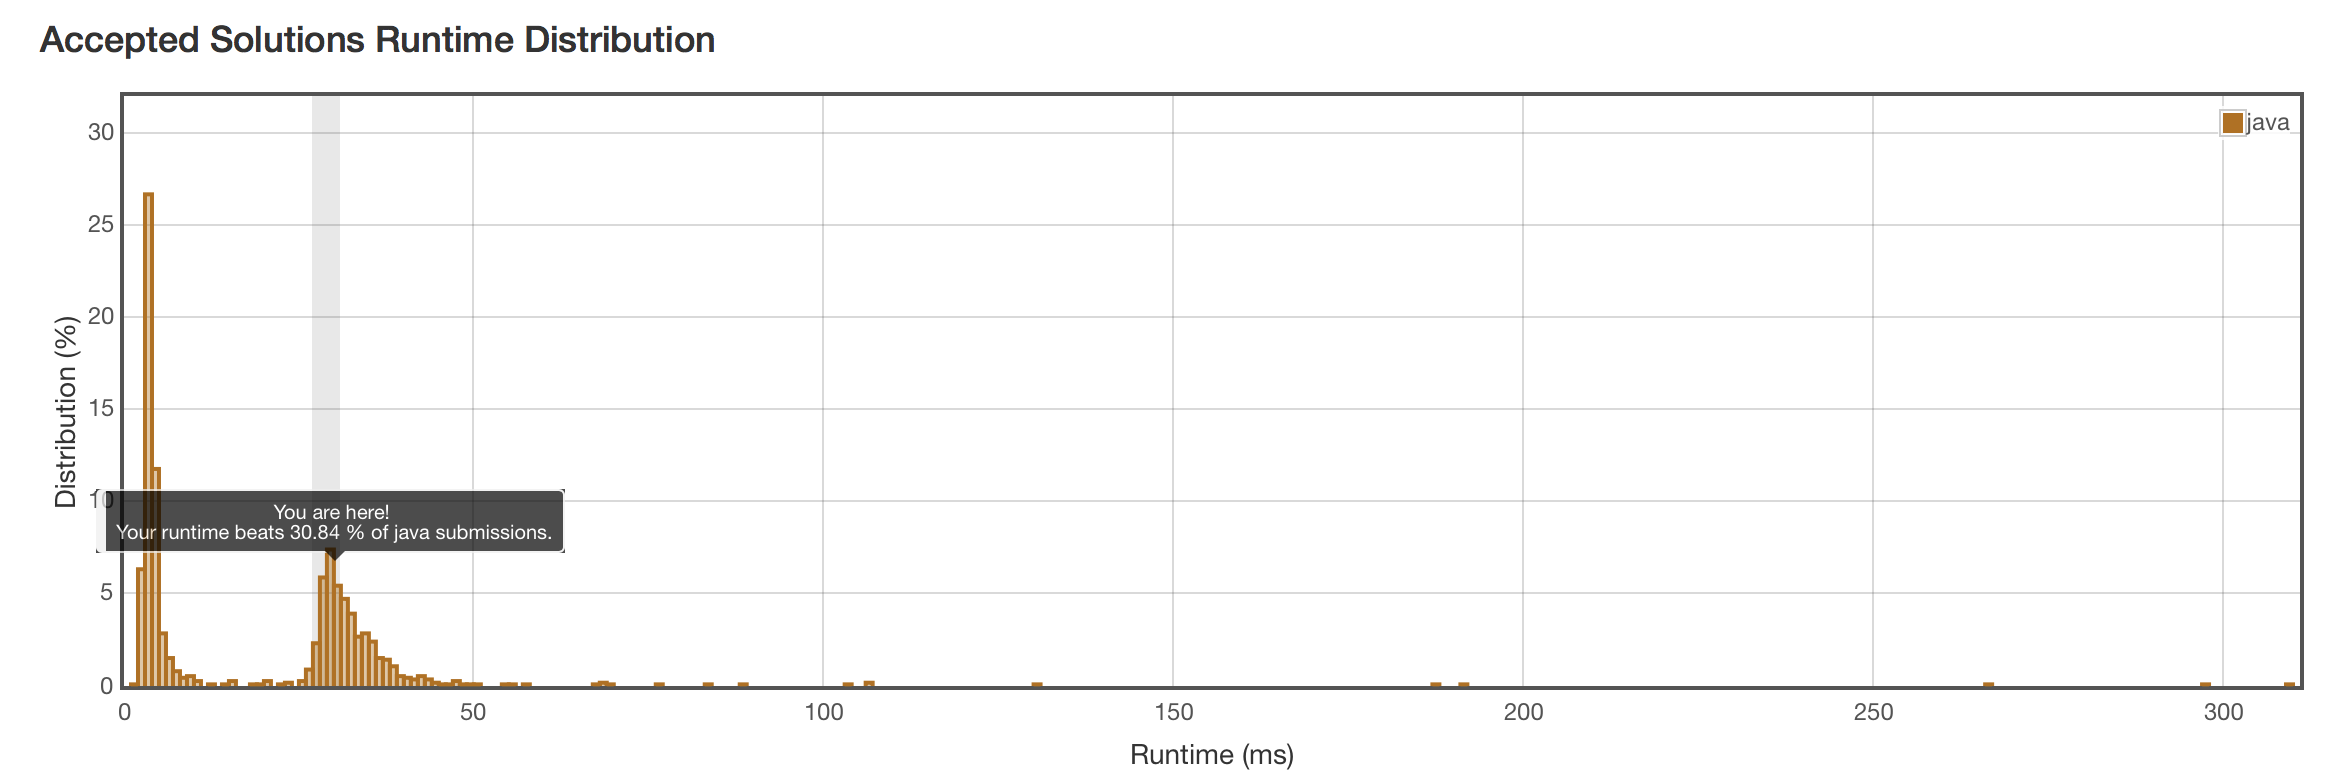 Accepted Solutions Runtime Distribution
java
Distribution (%)
30
25
20
15
10
5
0
You are here!
Your runtime beats 30.84 % of java submissions.
0 50 100 150 200 250 300
Runtime (ms)